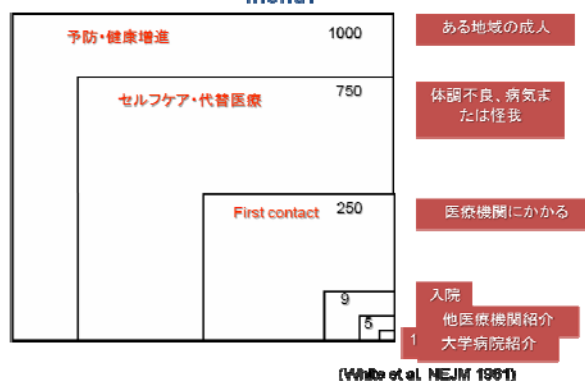 予防・健康増進
1000
ある地域の成人
セルフケア・代替医療
750
体調不良、病気ま
たは怪我
First contact
250
医療機関にかかる
9
入院
5
他医療機関紹介
1
大学病院紹介
(White et al. NEJM 1961)